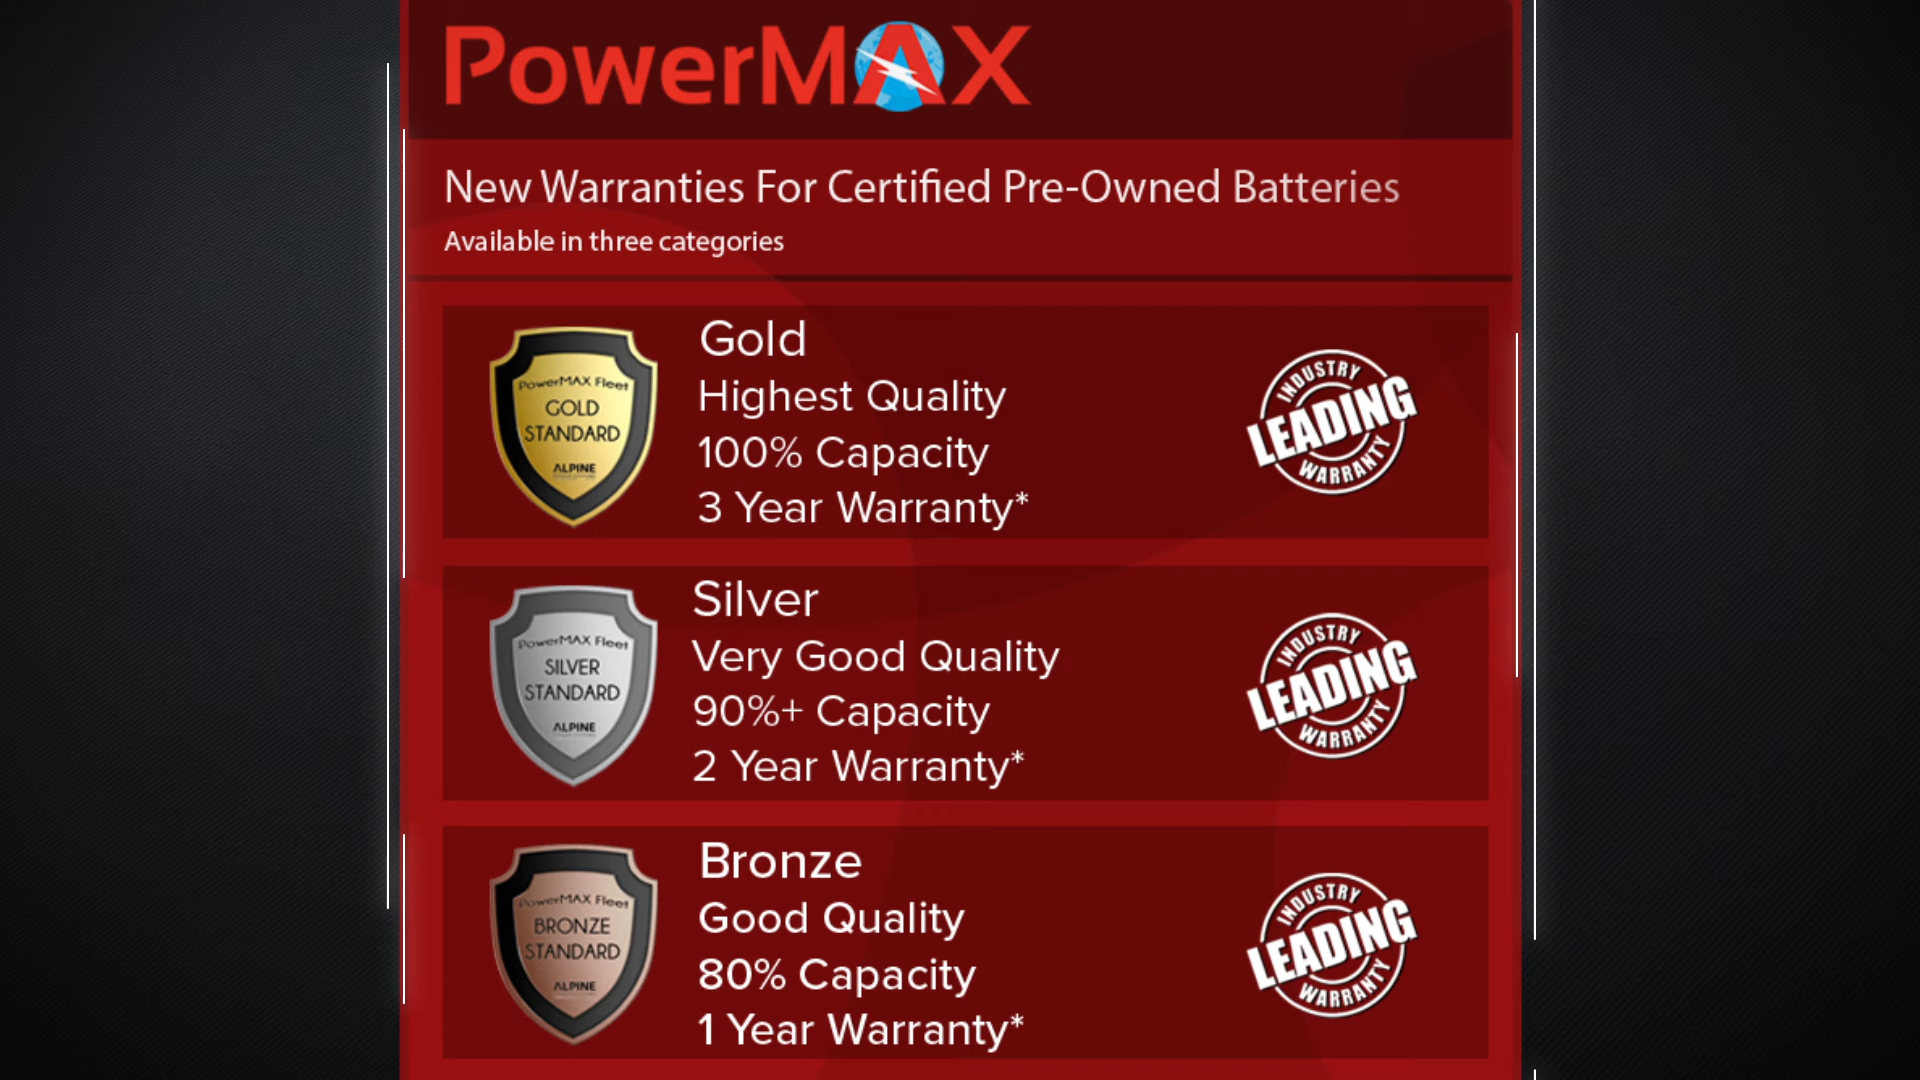 PowerMAX
New Warranties For Certified Pre-Owned Batteries
Available in three categories
PowerMAX Fleet
GOLD
STANDARD
ALPINE
Gold
Highest Quality
100% Capacity
3 Year Warranty*
INDUSTRY
LEADING
WARRANTY
PowerMAX Fleet
SILVER
STANDARD
ALPINE
Silver
Very Good Quality
90%+ Capacity
2 Year Warranty*
INDUSTRY
LEADING
WARRANTY
PowerMAX Fleet
BRONZE
STANDARD
ALPINE
Bronze
Good Quality
80% Capacity
1 Year Warranty*
INDUSTRY
LEADING
WARRANTY